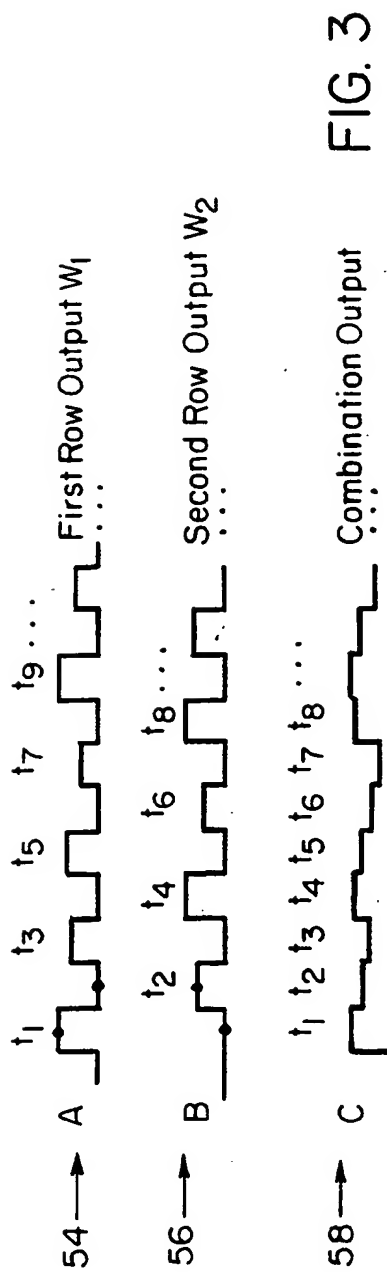 t1 t3 t5 t7 t9 ....
54 A First Row Output W1 ....
t2 t4 t6 t8 ....
56 B Second Row Output W2 ....
t1 t2 t3 t4 t5 t6 t7 t8 ....
58 C Combination Output ....
FIG. 3